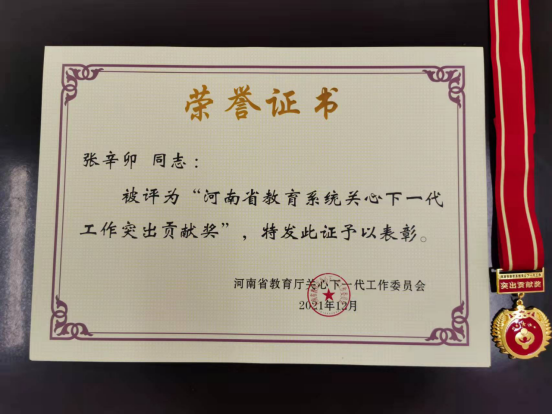 荣誉证书
张辛卯 同志：
被评为“河南省教育系统关心下一代
工作突出贡献奖”，特发此证予以表彰。
河南省教育厅关心下一代工作委员会
2021年12月
突出贡献奖